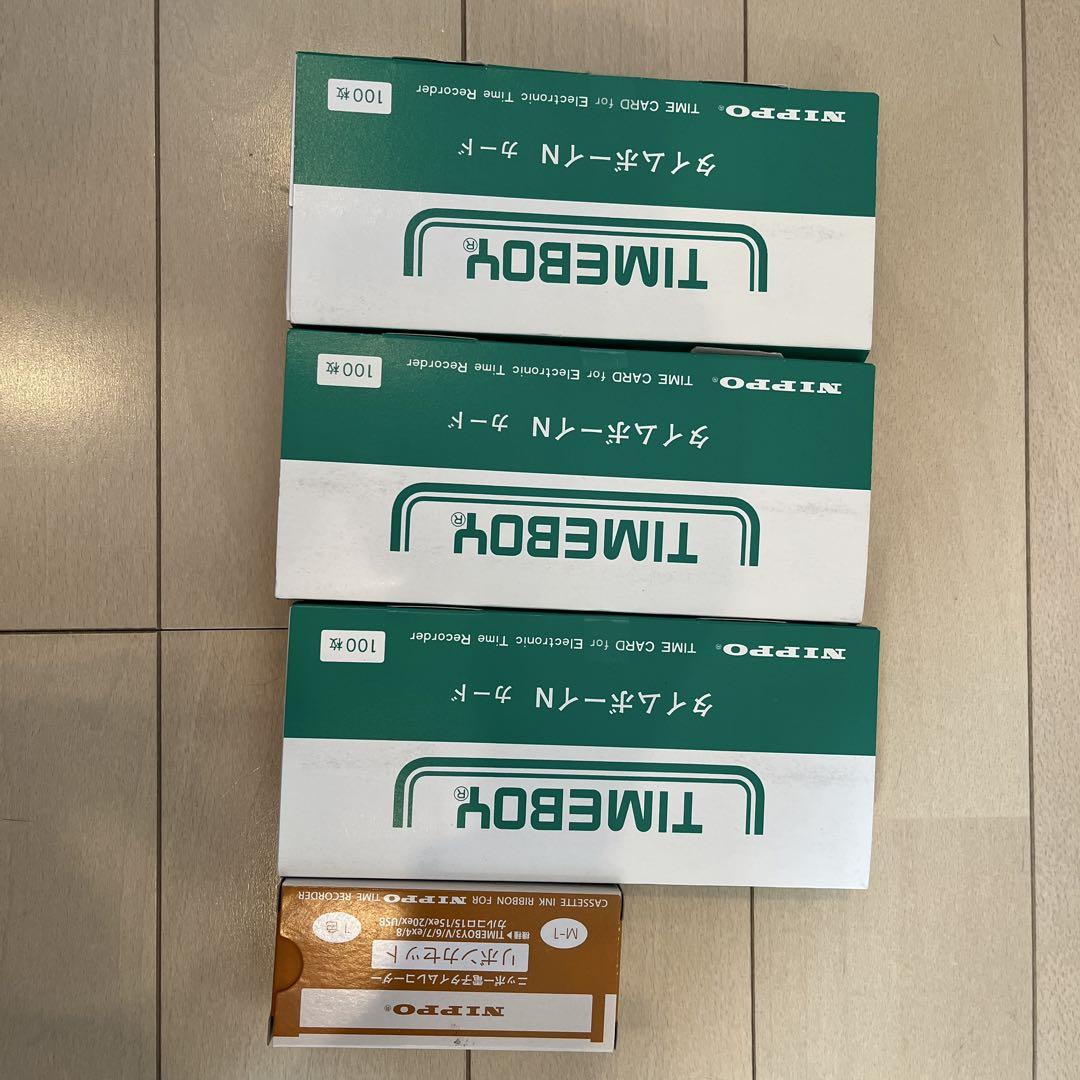 NIPPO® TIME CARD for Electronic Time Recorder 100枚
タイムボーイN カード
TIMEBOY®
NIPPO® TIME CARD for Electronic Time Recorder 100枚
タイムボーイN カード
TIMEBOY®
NIPPO® TIME CARD for Electronic Time Recorder 100枚
タイムボーイN カード
TIMEBOY®
NIPPO®
ニッポー電子タイムレコーダー
リボンカセット
M-1
機種▶TIMEBOY3/V/6/7/ex4/8
カルコロ15/15ex/20ex/USB
1色
CASSETTE INK RIBBON FOR NIPPO TIME RECORDER